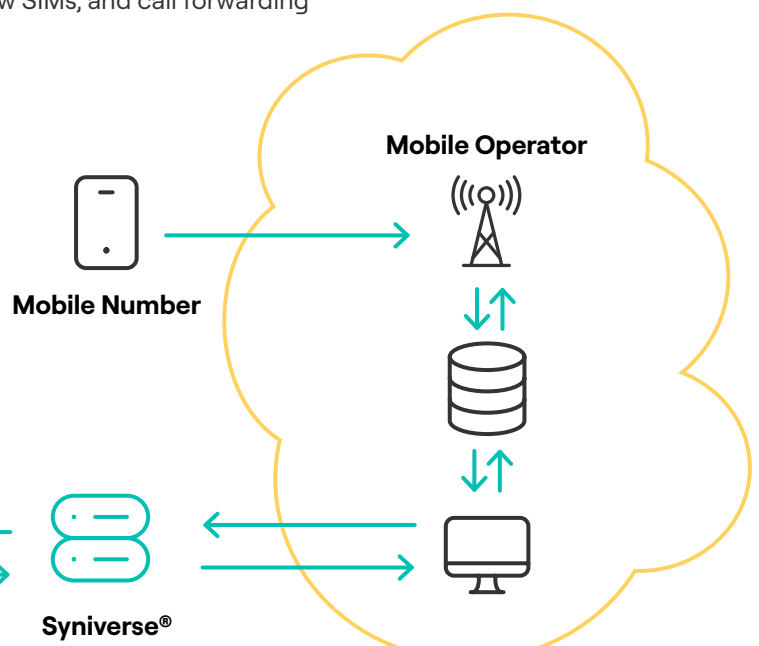 SIMs, and call forwarding
Mobile Operator
Mobile Number
Syniverse®